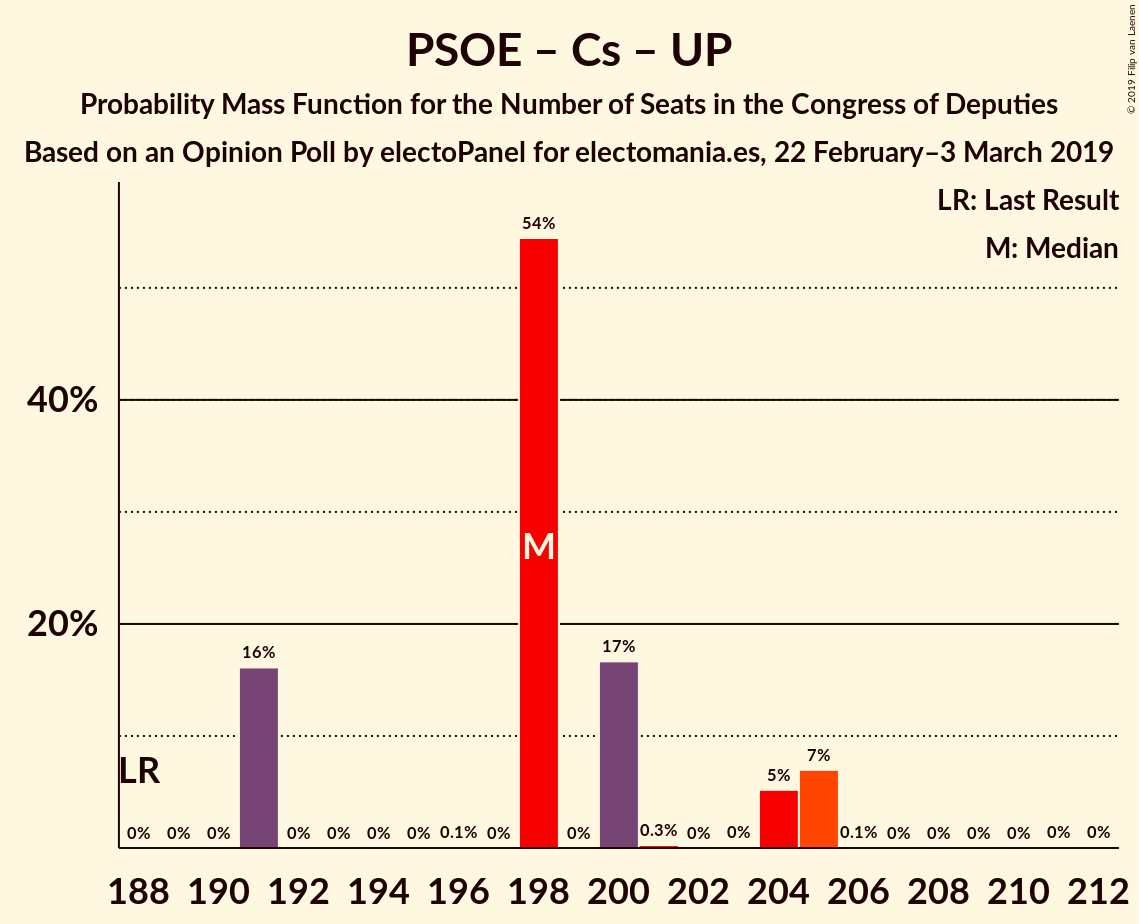 PSOE – Cs – UP
Probability Mass Function for the Number of Seats in the Congress of Deputies
Based on an Opinion Poll by electoPanel for electomania.es, 22 February–3 March 2019
© 2019 Filip van Laenen
LR: Last Result
M: Median
54%
40%
M
20%
17%
16%
LR
7%
5%
0% 0% 0% 0% 0% 0% 0% 0.1% 0% 0% 0.3% 0% 0% 0.1% 0% 0% 0% 0% 0% 0%
188 190 192 194 196 198 200 202 204 206 208 210 212